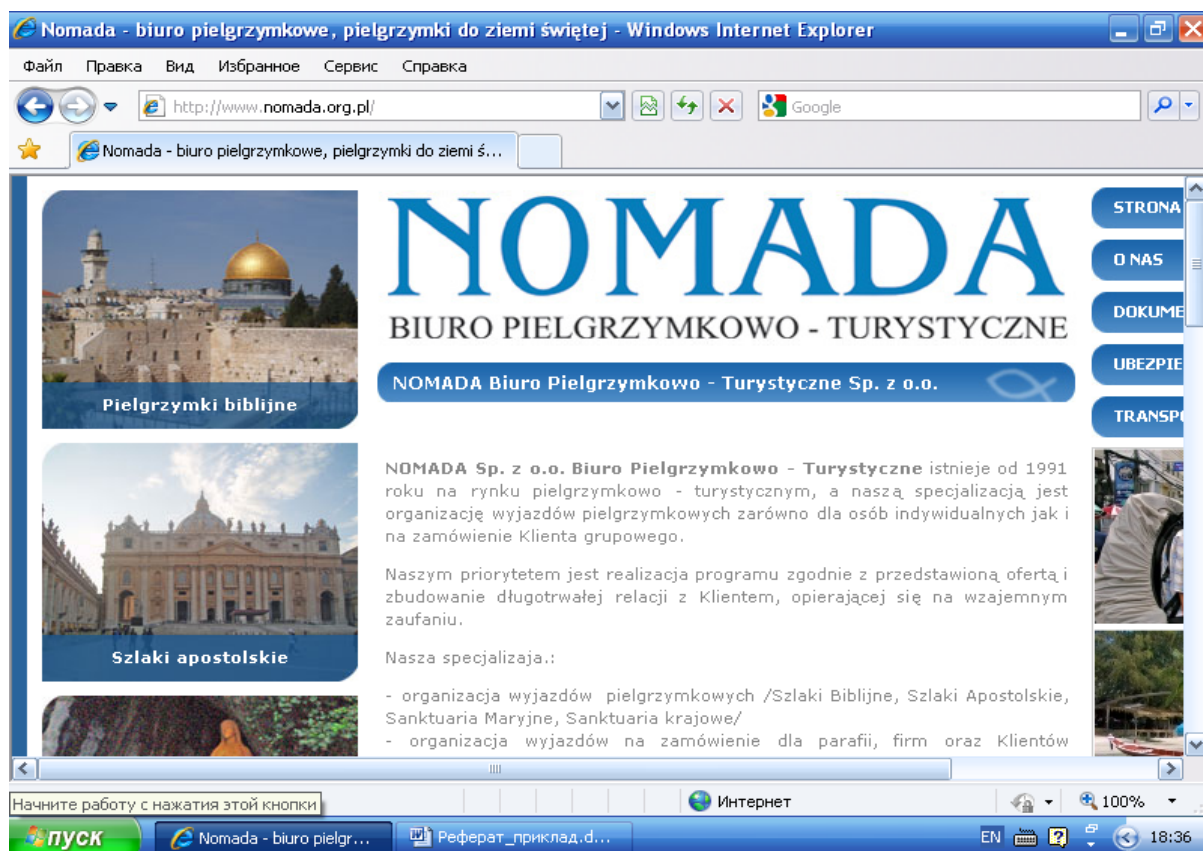 Nomada - biuro pielgrzymkowe, pielgrzymki do ziemi świętej - Windows Internet Explorer
Файл Правка Вид Избранное Сервис Справка
http://www.nomada.org.pl/ Google
Nomada - biuro pielgrzymkowe, pielgrzymki do ziemi ś...
Pielgrzymki biblijne
Szlaki apostolskie
NOMADA
BIURO PIELGRZYMKOWO - TURYSTYCZNE
NOMADA Biuro Pielgrzymkowo - Turystyczne Sp. z o.o.
NOMADA Sp. z o.o. Biuro Pielgrzymkowo - Turystyczne istnieje od 1991
roku na rynku pielgrzymkowo - turystycznym, a naszą specjalizacją jest
organizację wyjazdów pielgrzymkowych zarówno dla osób indywidualnych jak i
na zamówienie Klienta grupowego.
Naszym priorytetem jest realizacja programu zgodnie z przedstawioną ofertą i
zbudowanie długotrwałej relacji z Klientem, opierającej się na wzajemnym
zaufaniu.
Nasza specjalizaja.:
- organizacja wyjazdów pielgrzymkowych /Szlaki Biblijne, Szlaki Apostolskie,
Sanktuaria Maryjne, Sanktuaria krajowe/
- organizacja wyjazdów na zamówienie dla parafii, firm oraz Klientów
STRONA
O NAS
DOKUME
UBEZPIE
TRANSP
Начните работу с нажатия этой кнопки
Интернет
100%
пуск
Nomada - biuro pielgr...
Реферат_приклад.d...
EN
18:36